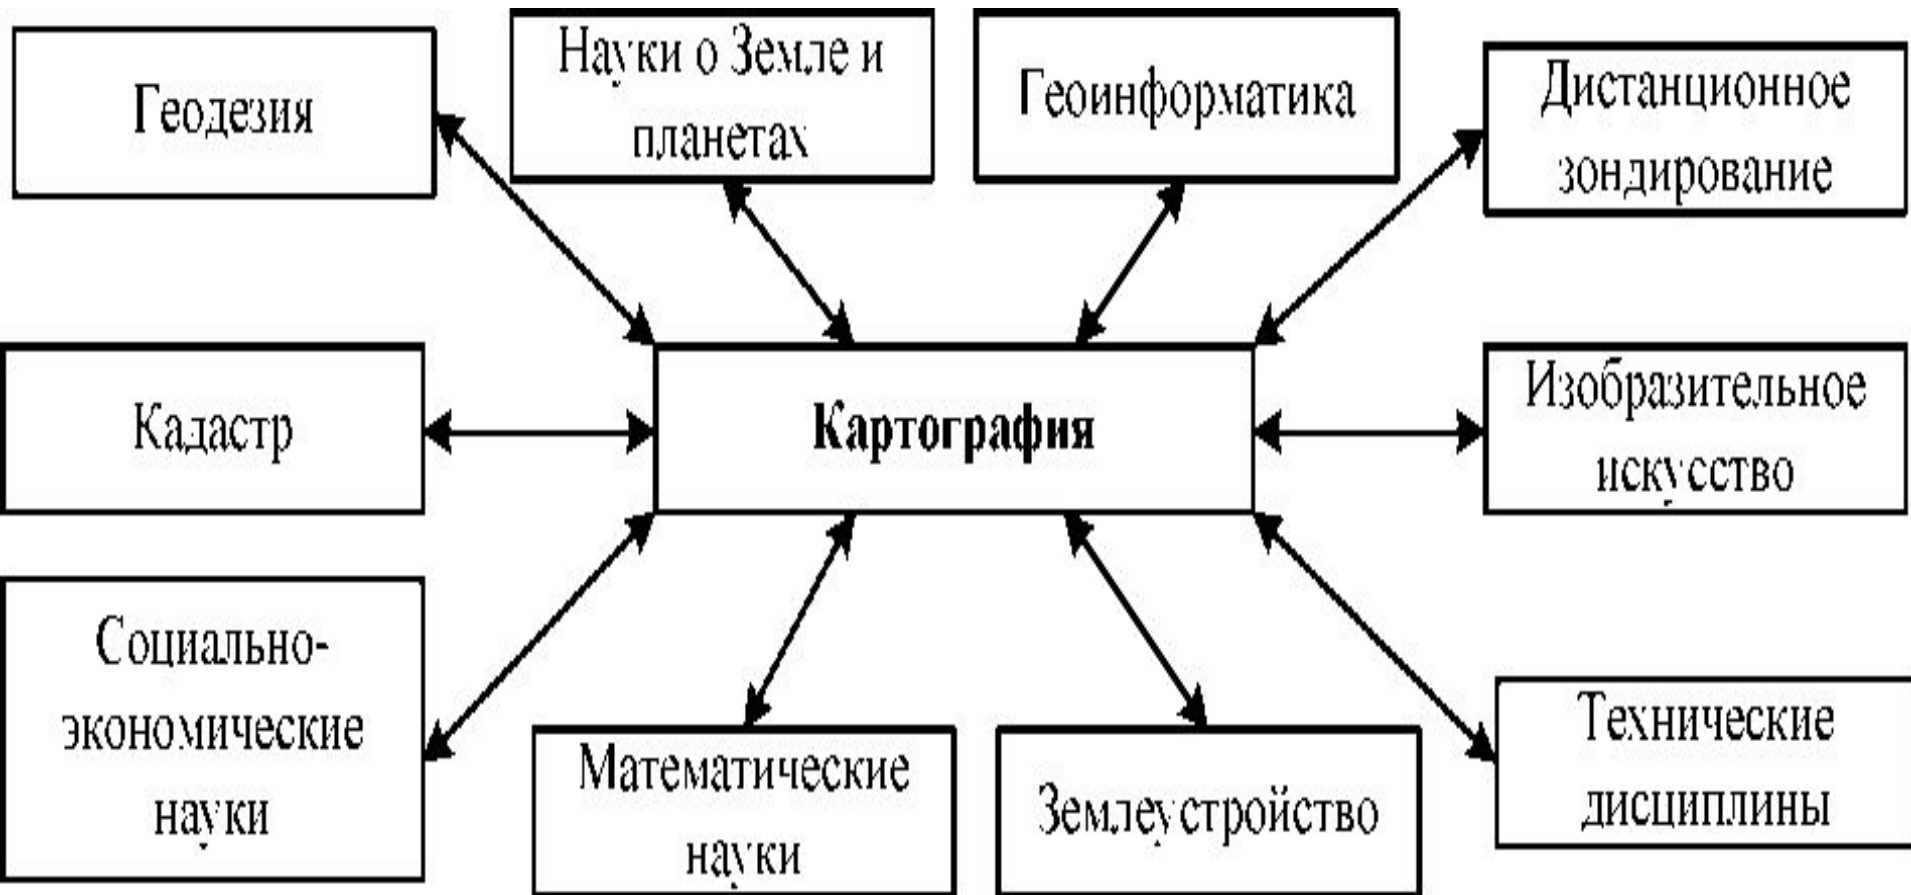 Геодезия
Науки о Земле и
планетах
Геоинформатика
Дистанционное
зондирование
Кадастр
Картография
Изобразительное
искусство
Социально-
экономические
науки
Математические
науки
Землеустройство
Технические
дисциплины